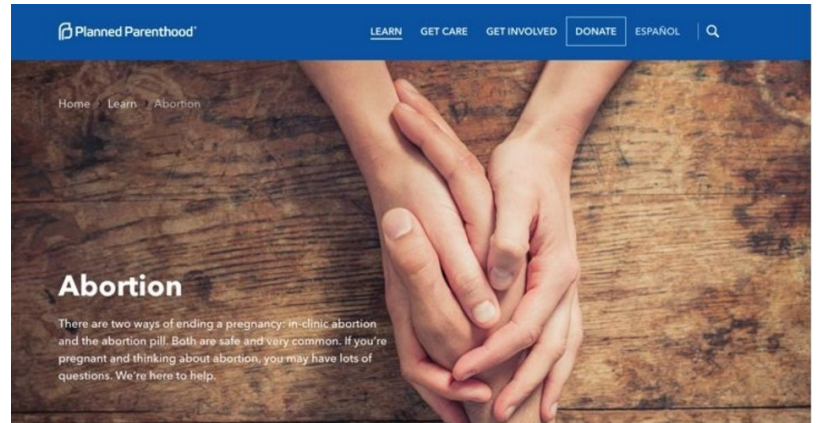 Planned Parenthood®
LEARN GET CARE GET INVOLVED DONATE ESPAÑOL
Home Learn Abortion
Abortion
There are two ways of ending a pregnancy: in-clinic abortion
and the abortion pill. Both are safe and very common. If you're
pregnant and thinking about abortion, you may have lots of
questions. We're here to help.